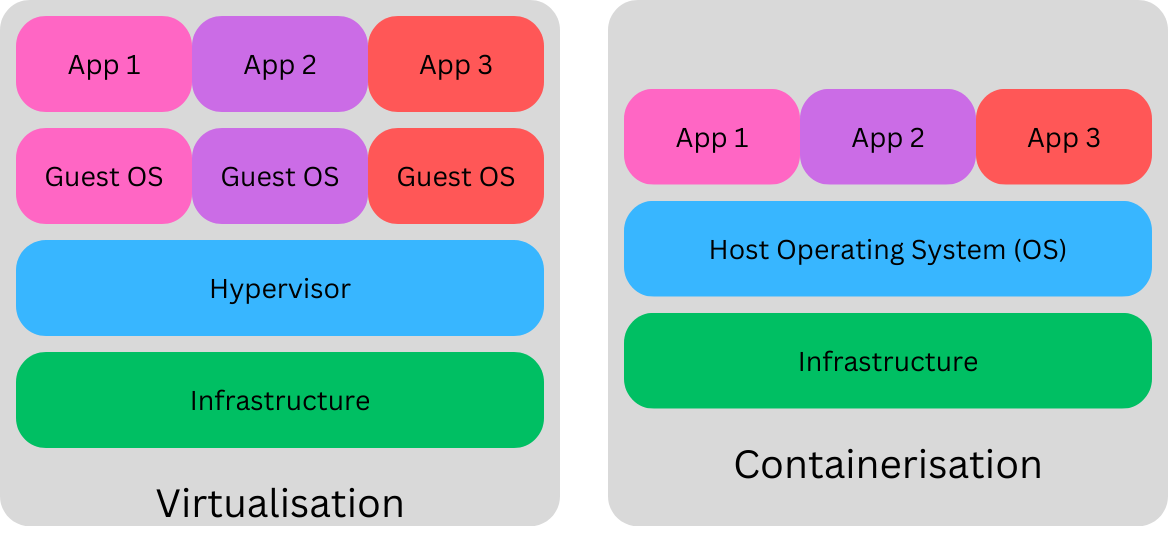 App 1
App 2
App 3
Guest OS
Guest OS
Guest OS
Hypervisor
Infrastructure
Virtualisation
App 1
App 2
App 3
Host Operating System (OS)
Infrastructure
Containerisation